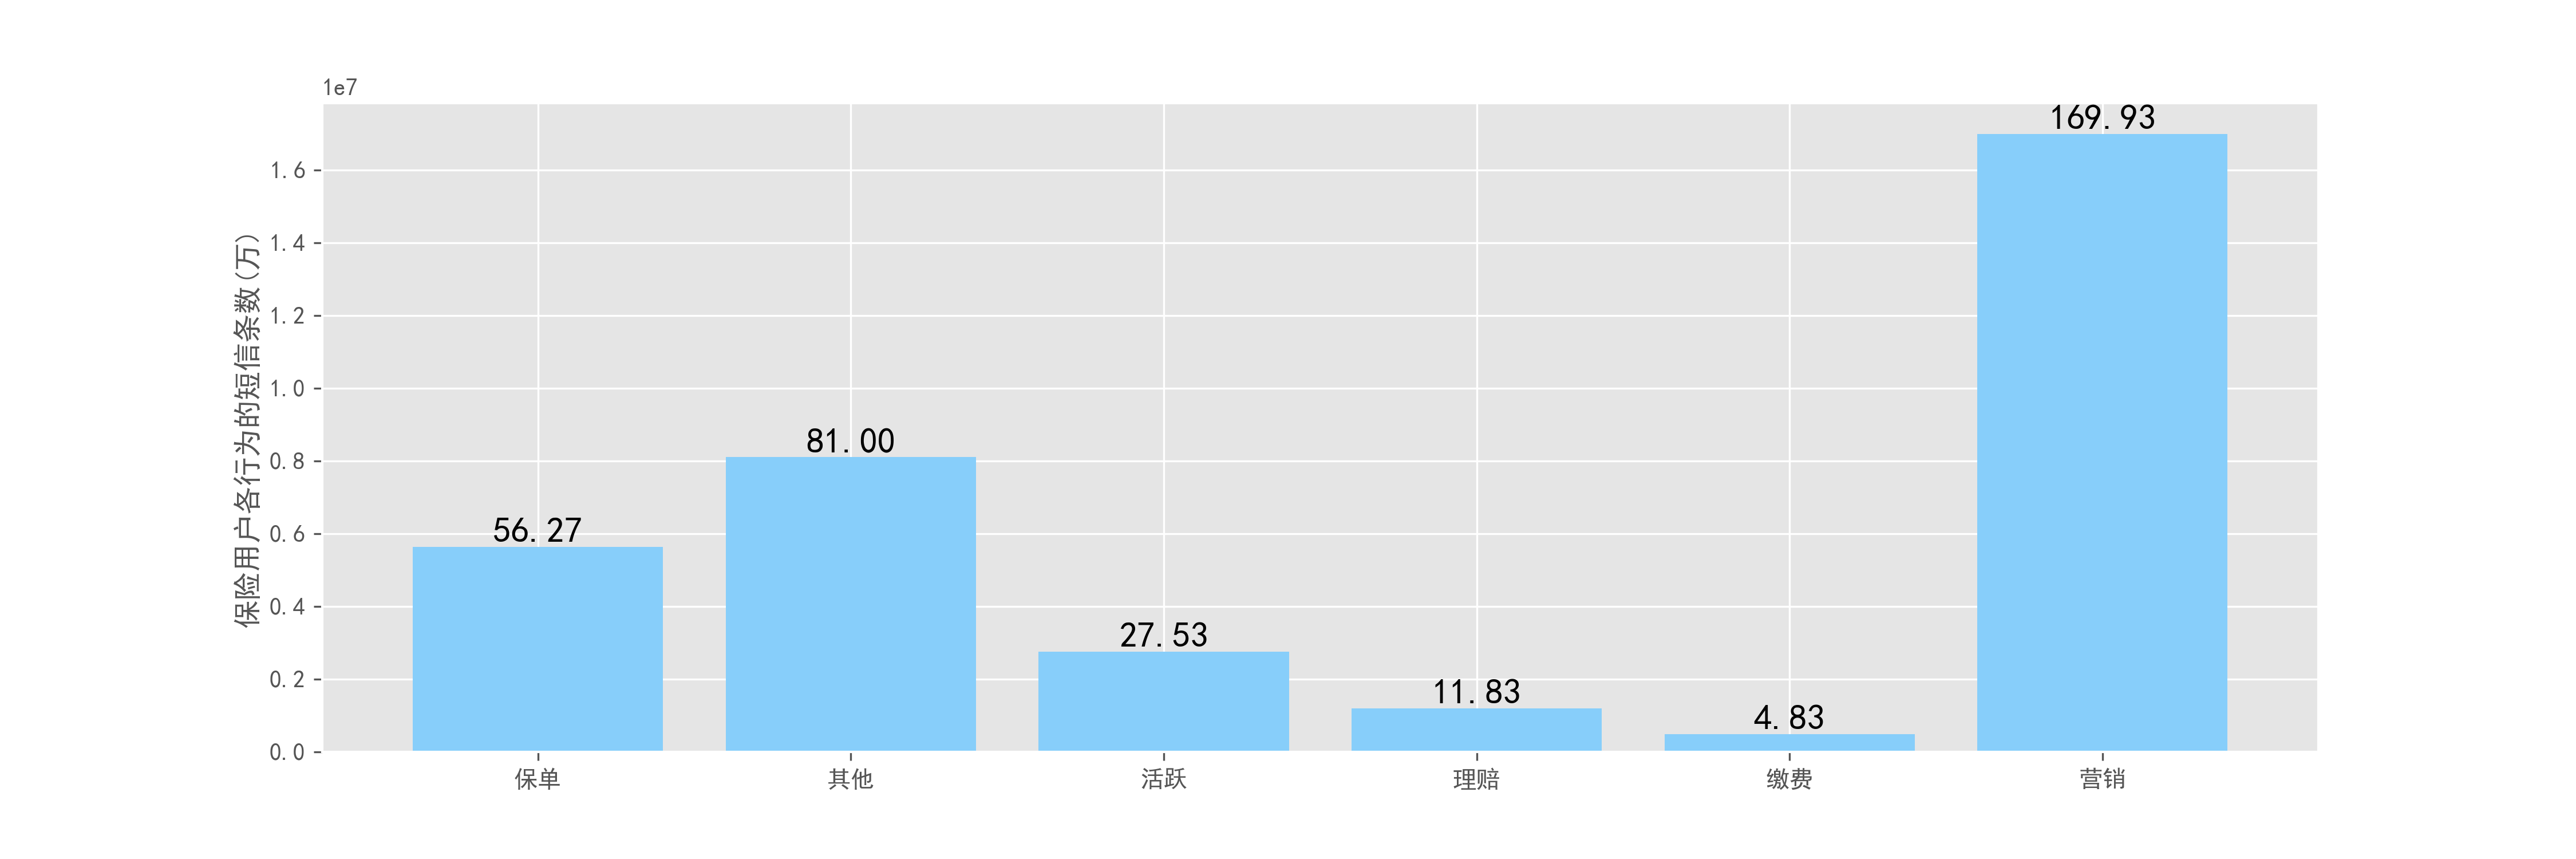 1e7
保险用户各行为的短信条数(万)
1.6
1.4
1.2
1.0
0.8
0.6
0.4
0.2
0.0
56.27
81.00
27.53
11.83
4.83
169.93
保单
其他
活跃
理赔
缴费
营销